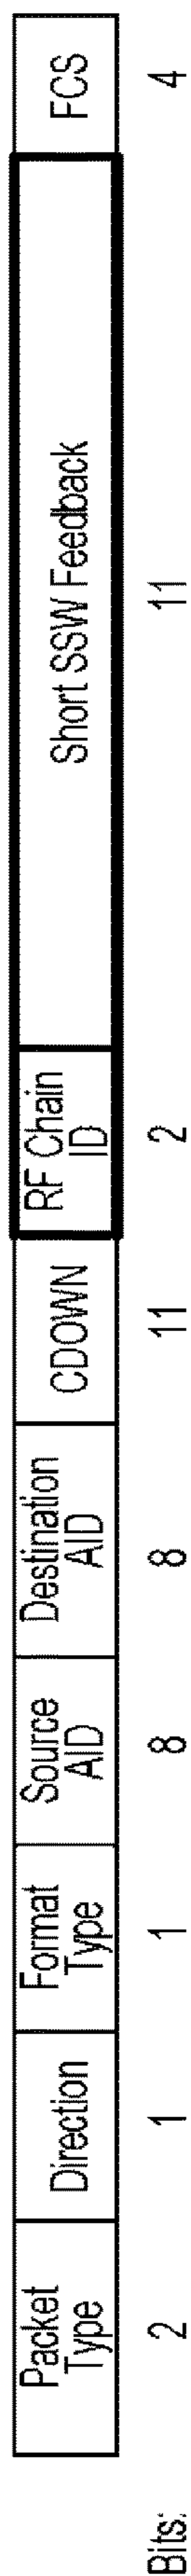 Packet
Type
Direction
Format
Type
Source
AID
Destination
AID
CDOWN
RF Chain
ID
Short SSW Feedback
FCS
Bits: 2 1 1 8 8 11 2 11 4